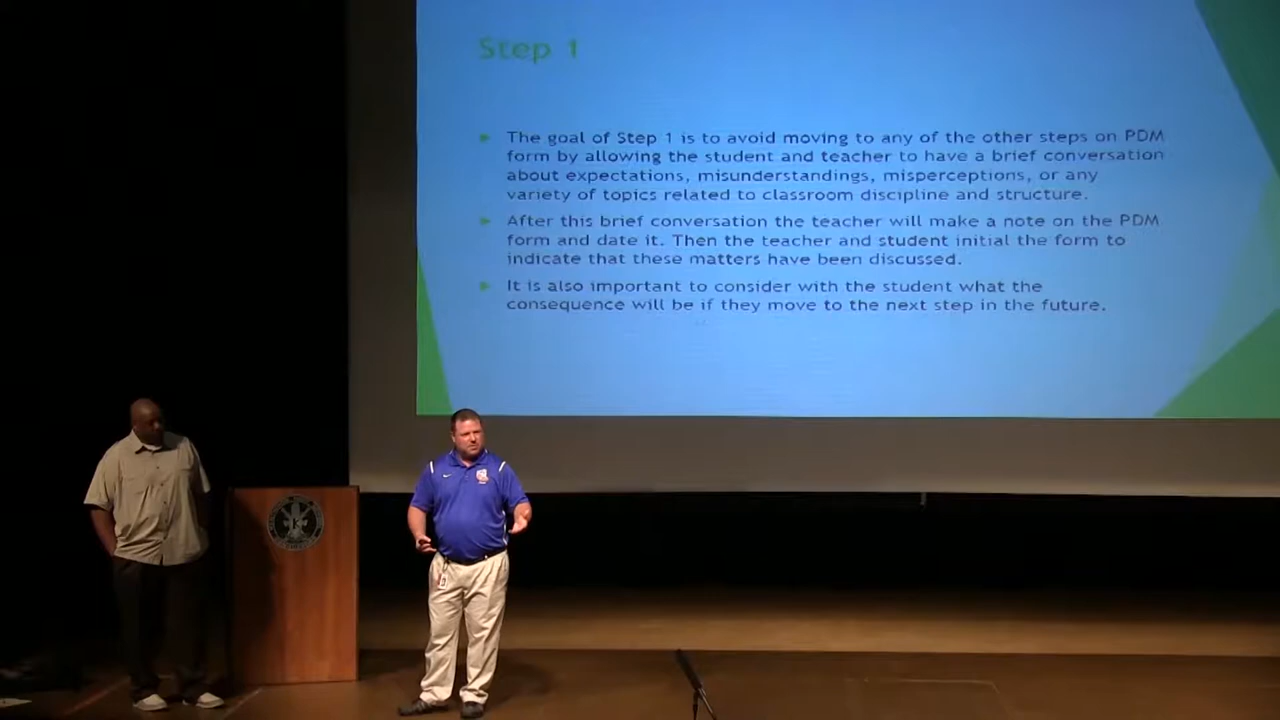 Step 1
The goal of Step 1 is to avoid moving to any of the other steps on PDM
form by allowing the student and teacher to have a brief conversation
about expectations, misunderstandings, misperceptions, or any
variety of topics related to classroom discipline and structure.
After this brief conversation the teacher will make a note on the PDM
form and date it. Then the teacher and student initial the form to
indicate that these matters have been discussed.
It is also important to consider with the student what the
consequence will be if they move to the next step in the future.